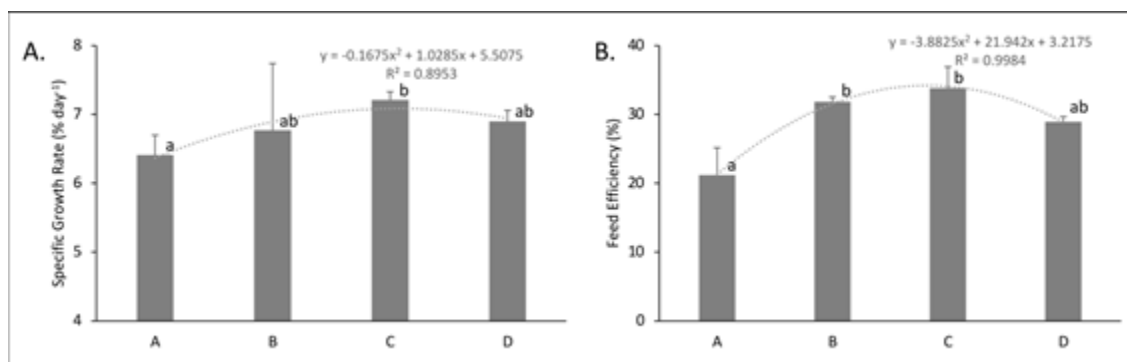 A.
y = -0.1675x² + 1.0285x + 5.5075
R² = 0.8953
Specific Growth Rate (% day⁻¹)
8
7
6
5
4
a
ab
b
ab
A B C D
B.
y = -3.8825x² + 21.942x + 3.2175
R² = 0.9984
Feed Efficiency (%)
40
30
20
10
0
a
b
b
ab
A B C D